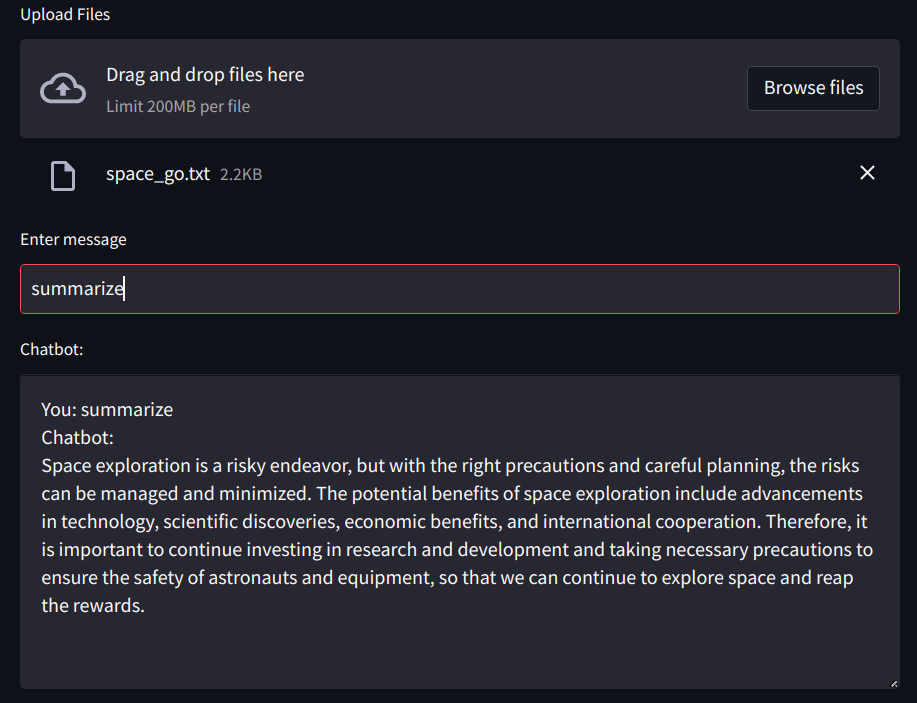 Upload Files
Drag and drop files here
Limit 200MB per file
Browse files
space_go.txt 2.2KB
Enter message
summarize
Chatbot:
You: summarize
Chatbot:
Space exploration is a risky endeavor, but with the right precautions and careful planning, the risks
can be managed and minimized. The potential benefits of space exploration include advancements
in technology, scientific discoveries, economic benefits, and international cooperation. Therefore, it
is important to continue investing in research and development and taking necessary precautions to
ensure the safety of astronauts and equipment, so that we can continue to explore space and reap
the rewards.